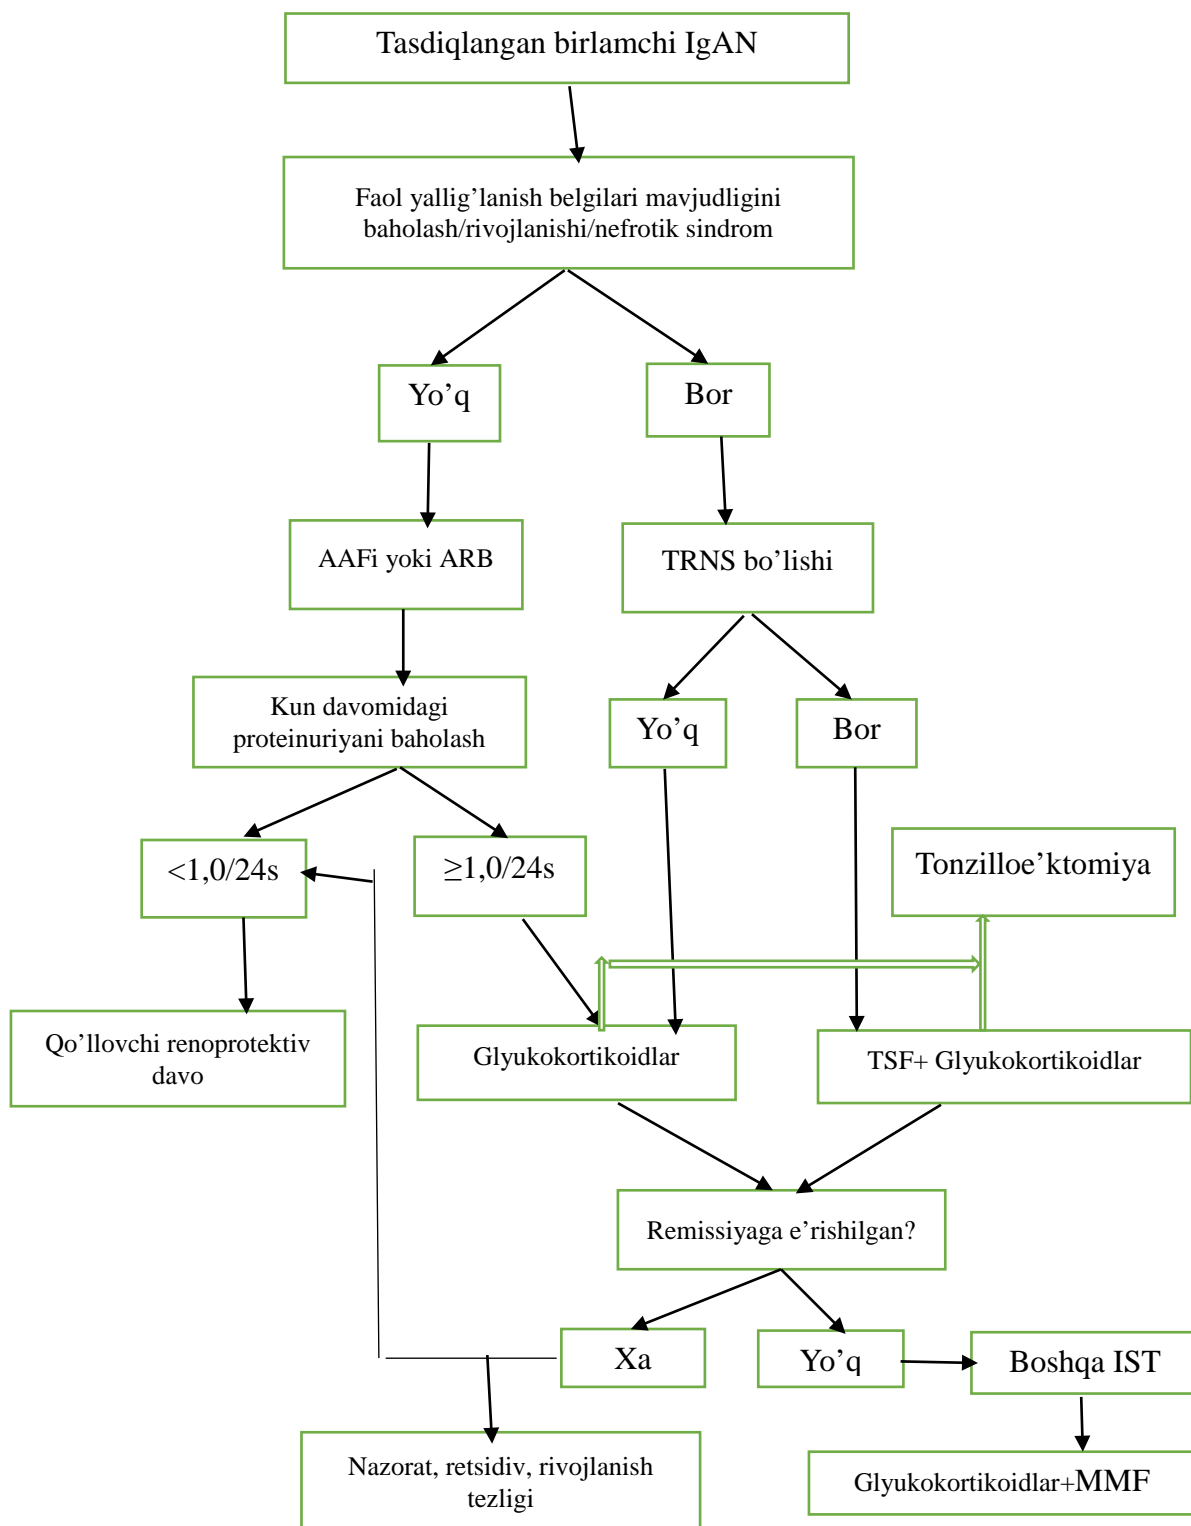 Tasdiqlangan birlamchi IgAN
Faol yallig’lanish belgilari mavjudligini
baholash/rivojlanishi/nefrotik sindrom
Yo’q
Bor
AAFi yoki ARB
TRNS bo’lishi
Kun davomidagi
proteinuriyani baholash
Yo’q
Bor
<1,0/24s
≥1,0/24s
Tonzilloe’ktomiya
Qo’llovchi renoprotektiv
davo
Glyukokortikoidlar
TSF+ Glyukokortikoidlar
Remissiyaga e’rishilgan?
Xa
Yo’q
Boshqa IST
Nazorat, retsidiv, rivojlanish
tezligi
Glyukokortikoidlar+MMF